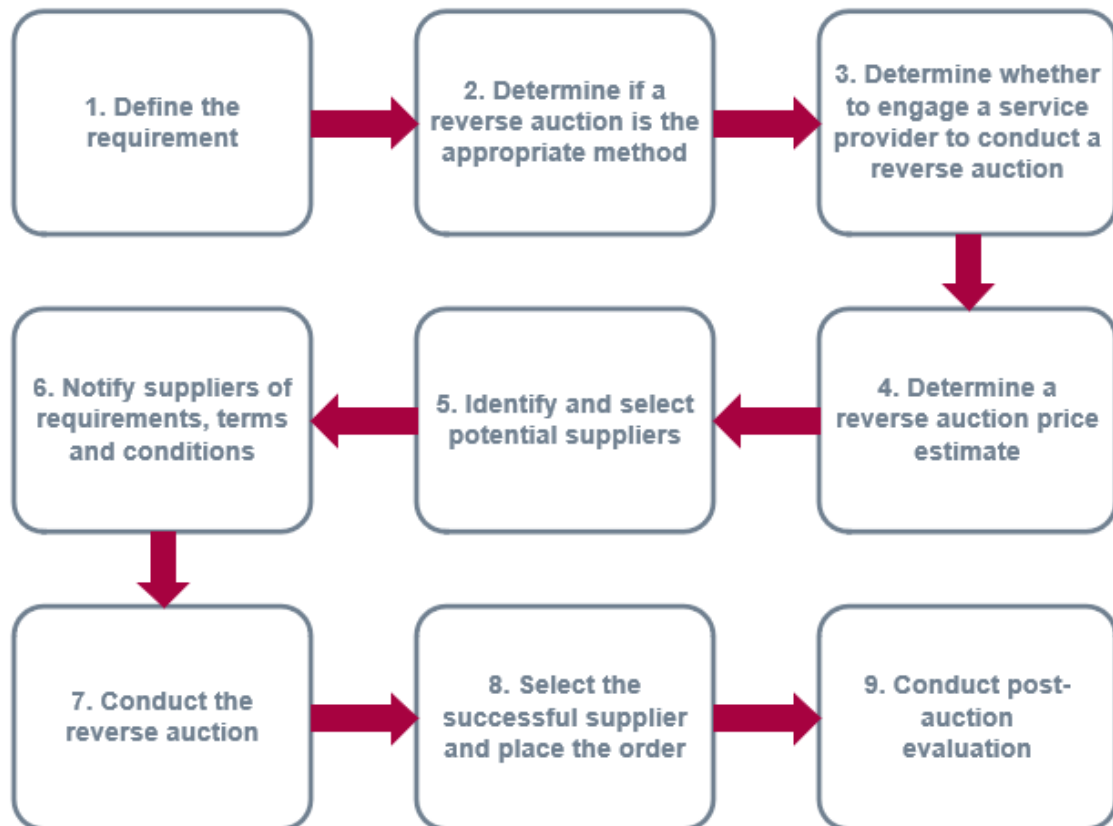 1. Define the
requirement
2. Determine if a
reverse auction is the
appropriate method
3. Determine whether
to engage a service
provider to conduct a
reverse auction
4. Determine a
reverse auction price
estimate
5. Identify and select
potential suppliers
6. Notify suppliers of
requirements, terms
and conditions
7. Conduct the
reverse auction
8. Select the
successful supplier
and place the order
9. Conduct post-
auction
evaluation